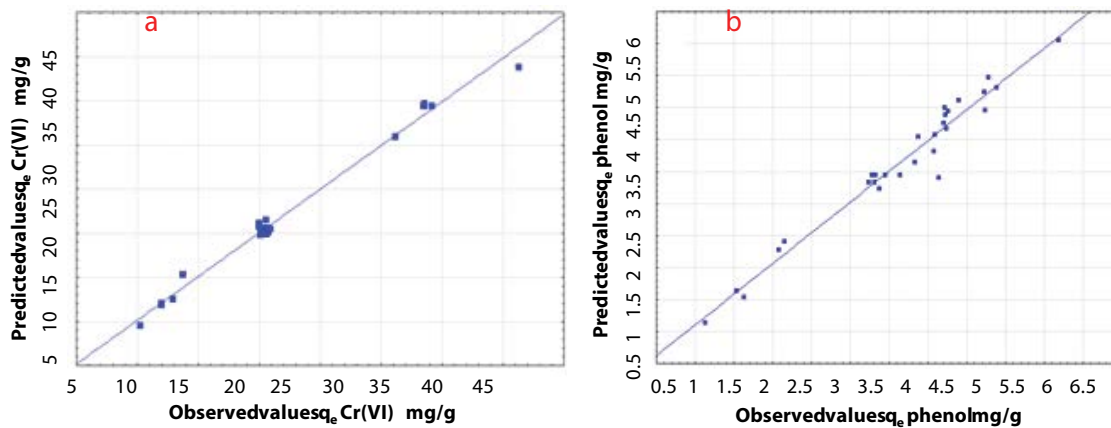 a
Predictedvaluesqe Cr(VI) mg/g
45
40
35
30
25
20
15
10
5
5 10 15 20 25 30 35 40 45
Observedvaluesqe Cr(VI) mg/g
b
Predictedvaluesqe phenol mg/g
6
5.5
5
4.5
4
3.5
3
2.5
2
1.5
1
0.5
0.5 1 1.5 2 2.5 3 3.5 4 4.5 5 5.5 6 6.5
Observedvaluesqe phenolmg/g